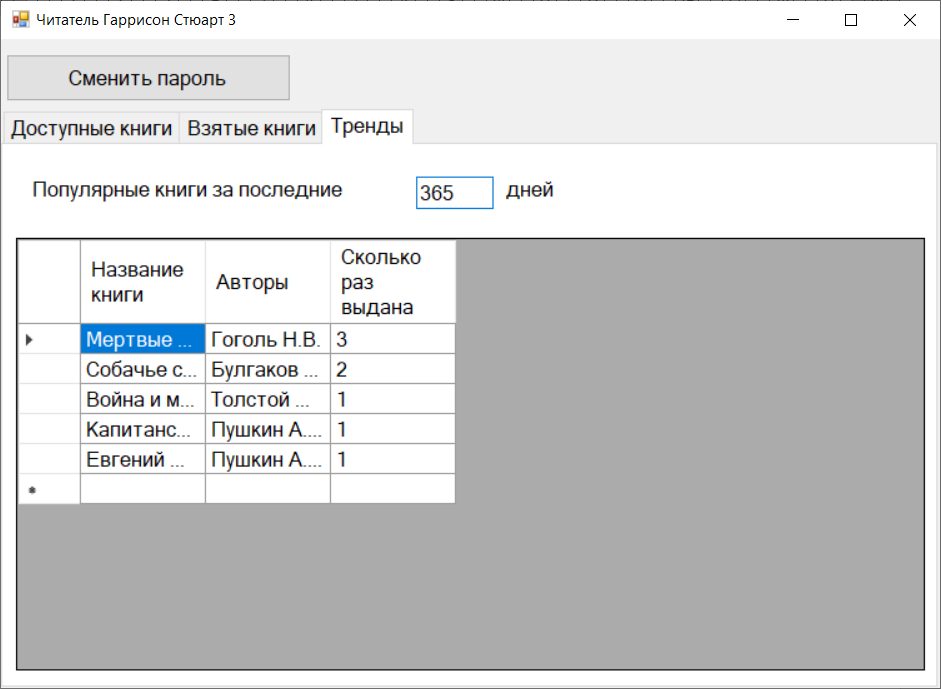 Читатель Гаррисон Стюарт 3
Сменить пароль
Доступные книги Взятые книги Тренды
Популярные книги за последние 365 дней
Название книги Авторы Сколько раз выдана
Мертвые ... Гоголь Н.В. 3
Собачье с... Булгаков ... 2
Война и м... Толстой ... 1
Капитанс... Пушкин А.... 1
Евгений ... Пушкин А.... 1